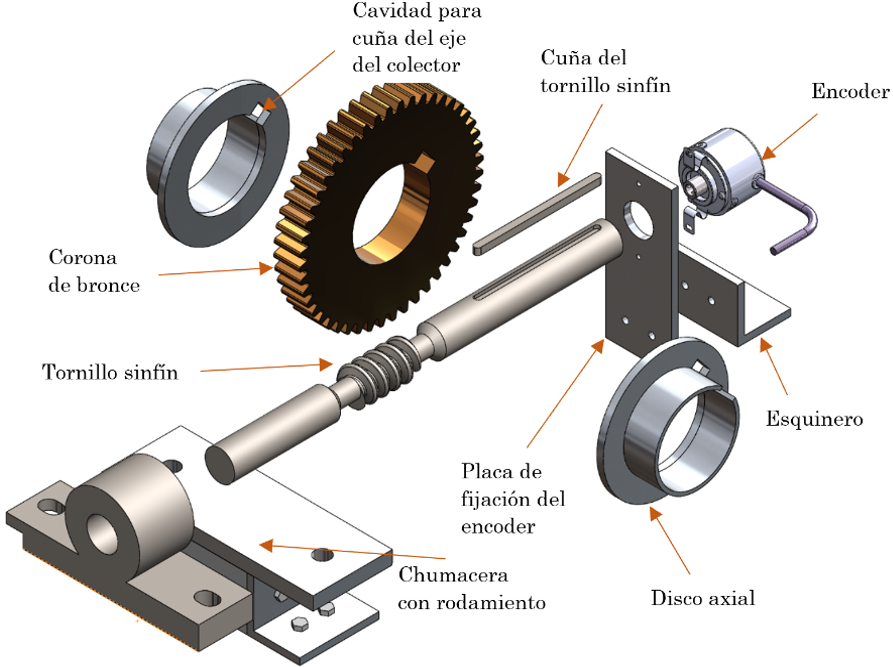 Cavidad para
cuña del eje
del colector
Cuña del
tornillo sinfín
Encoder
Corona
de bronce
Tornillo sinfín
Esquinero
Placa de
fijación del
encoder
Chumacera
con rodamiento
Disco axial